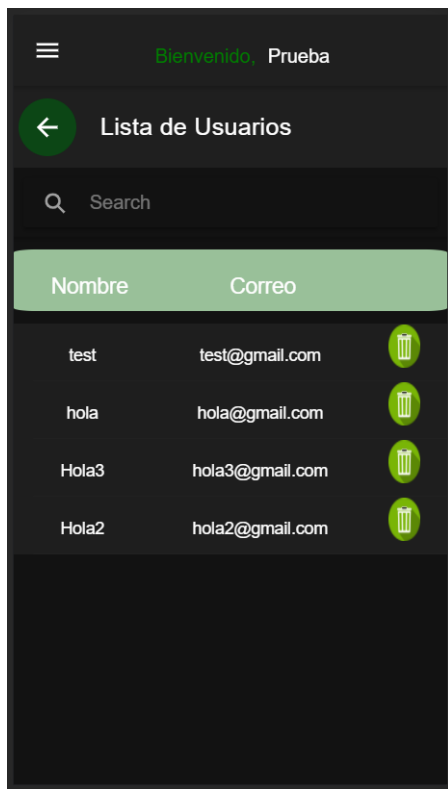 Bienvenido, Prueba
Lista de Usuarios
Search
Nombre Correo
test test@gmail.com
hola hola@gmail.com
Hola3 hola3@gmail.com
Hola2 hola2@gmail.com